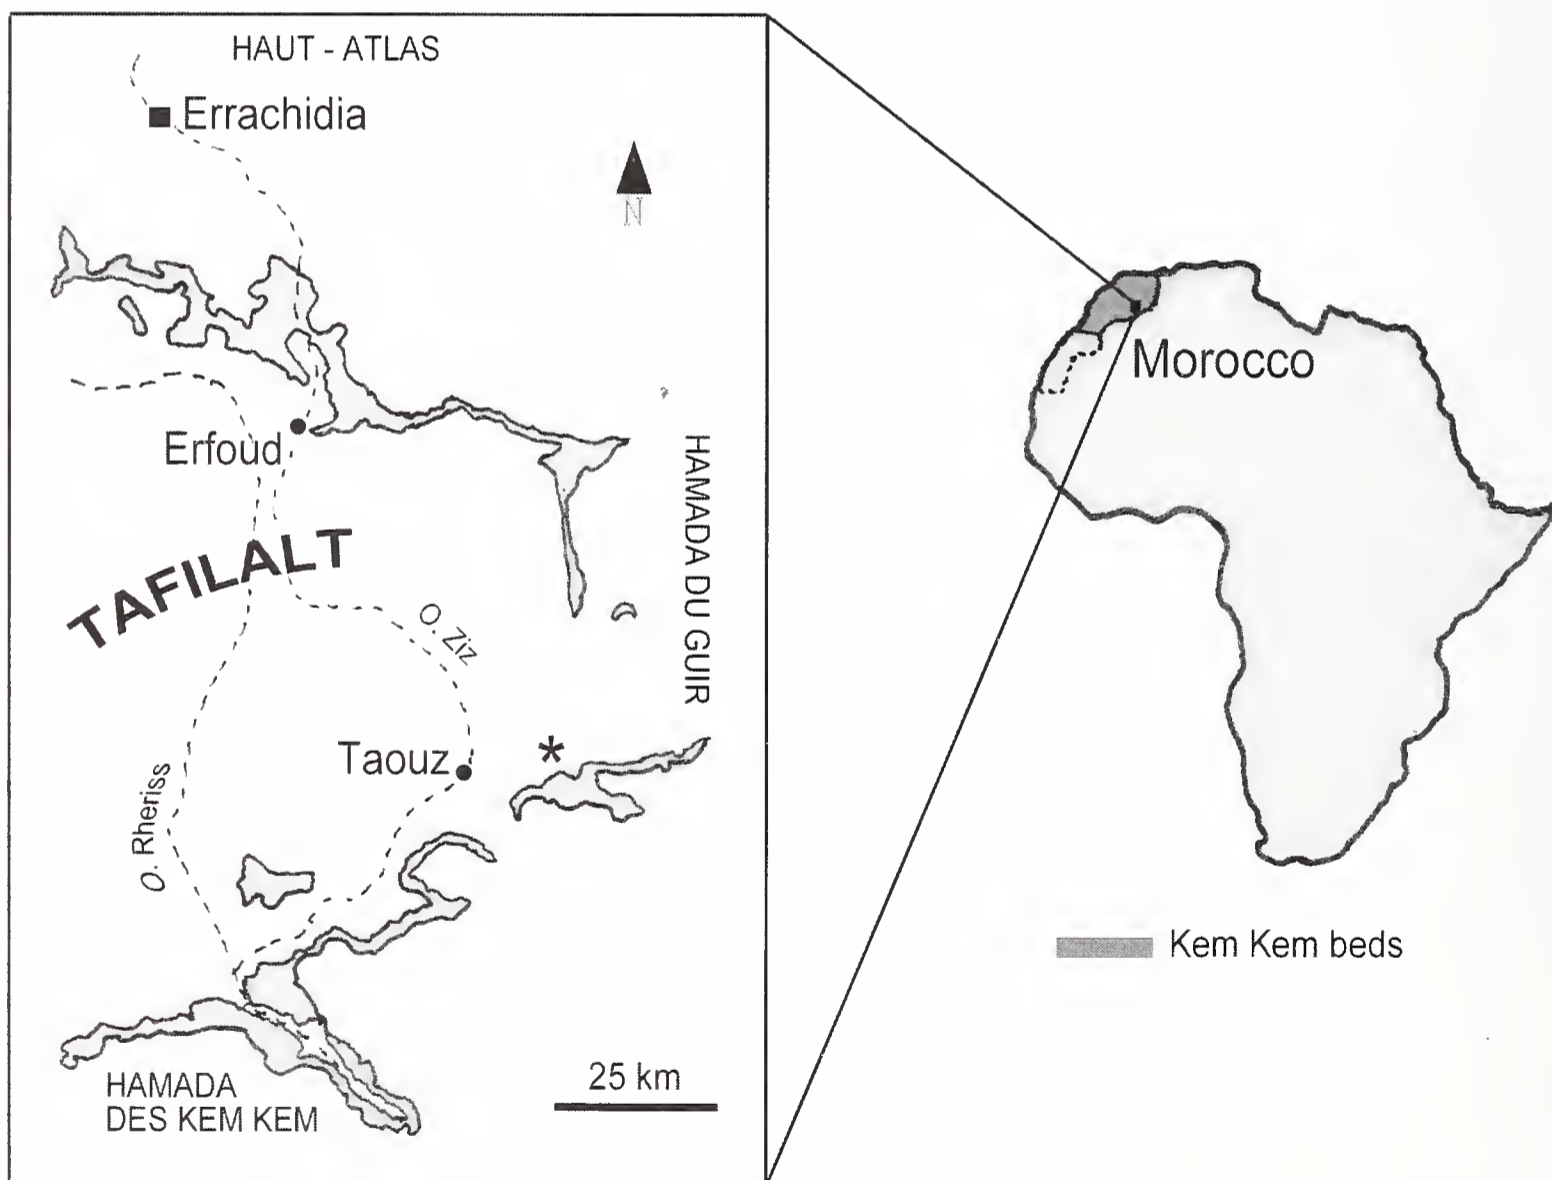 HAUT - ATLAS
Errachidia
N
Morocco
Erfoud
HAMADA DU GUIR
TAFILALT
O. Ziz
Taouz
*
O. Rheriss
Kem Kem beds
25 km
HAMADA
DES KEM KEM